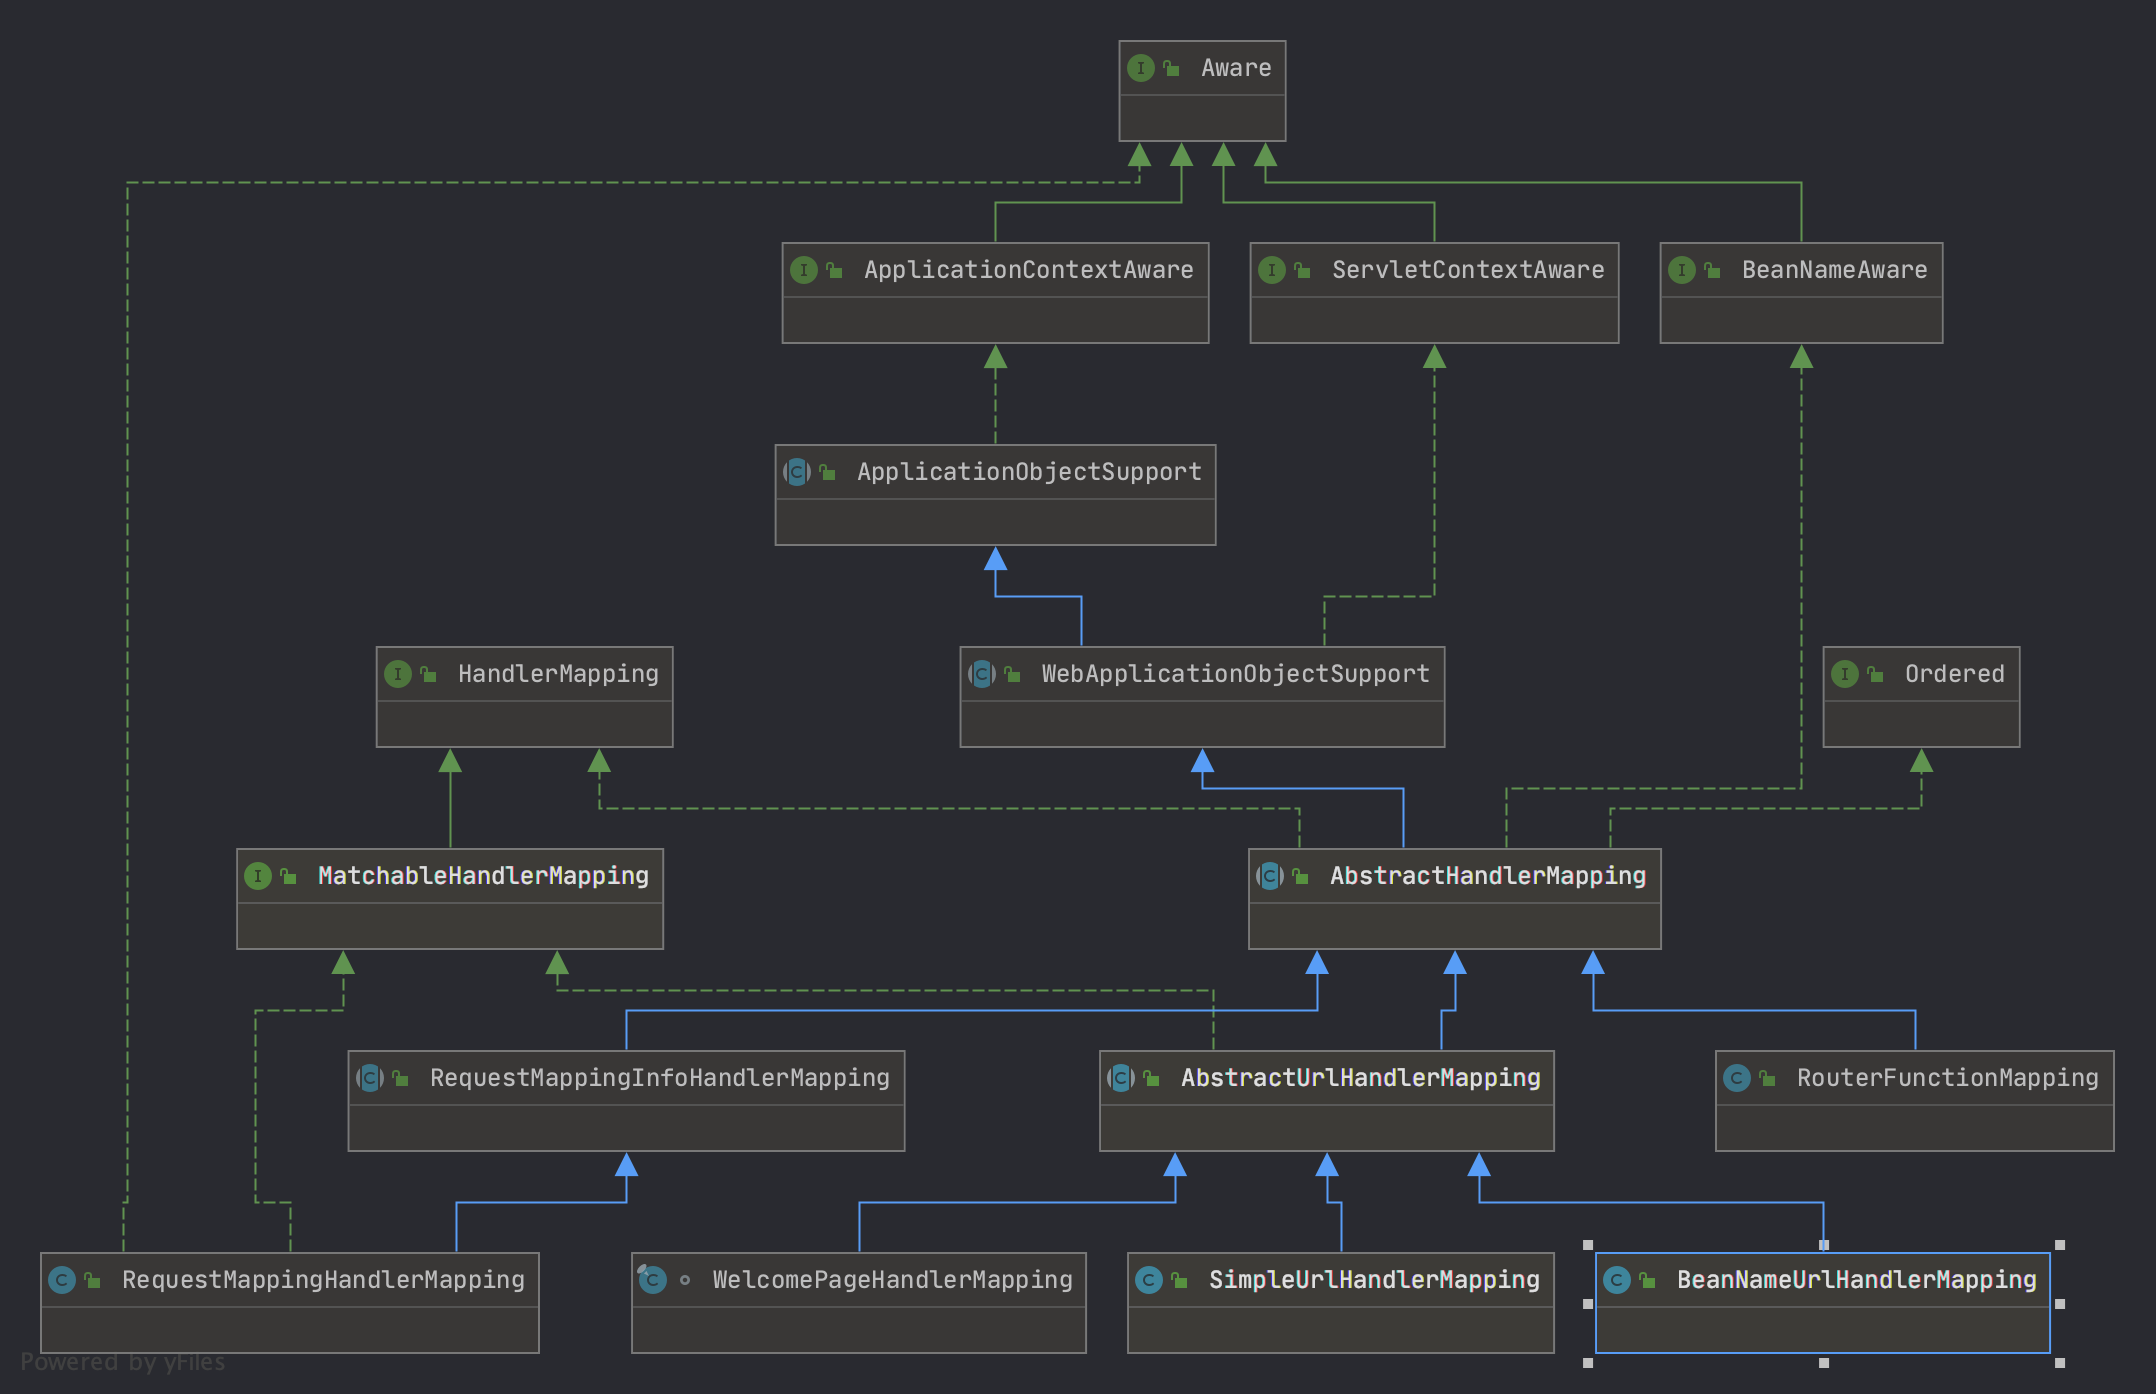 Aware
ApplicationContextAware
ServletContextAware
BeanNameAware
ApplicationObjectSupport
HandlerMapping
WebApplicationObjectSupport
Ordered
MatchableHandlerMapping
AbstractHandlerMapping
RequestMappingInfoHandlerMapping
AbstractUrlHandlerMapping
RouterFunctionMapping
RequestMappingHandlerMapping
WelcomePageHandlerMapping
SimpleUrlHandlerMapping
BeanNameUrlHandlerMapping
Powered by yFiles